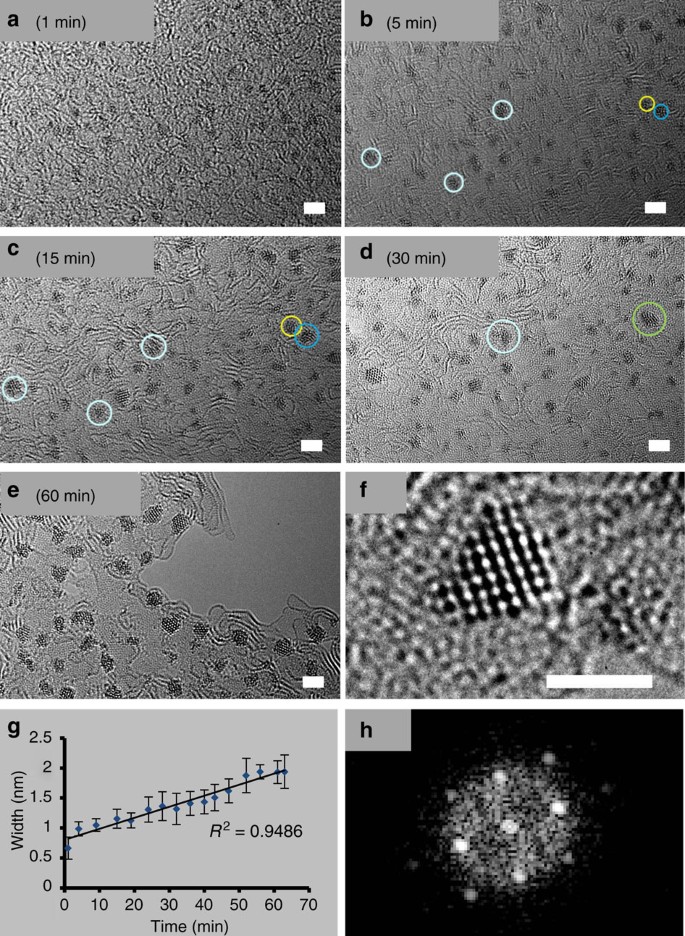 a (1 min)
b (5 min)
c (15 min)
d (30 min)
e (60 min)
f
g
2.5
2
1.5
1
0.5
0
Width (nm)
R² = 0.9486
0 10 20 30 40 50 60 70
Time (min)
h